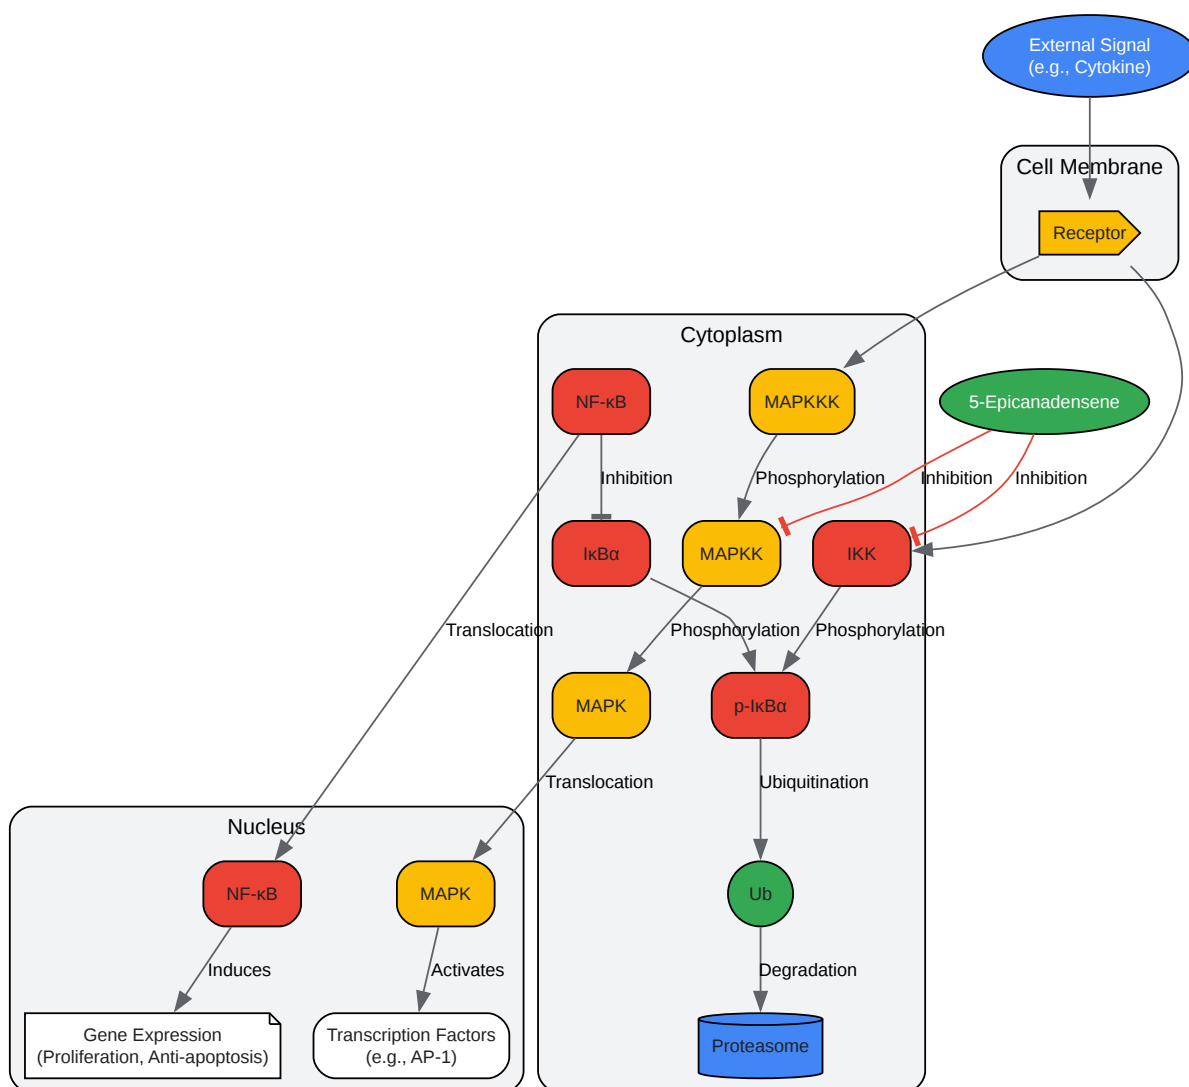 External Signal
(e.g., Cytokine)
Cell Membrane
Receptor
Cytoplasm
NF-κB
MAPKKK
5-Epicanadensene
Inhibition
Phosphorylation
Inhibition
Inhibition
IκBα
MAPKK
IKK
Translocation
Phosphorylation
Phosphorylation
MAPK
p-IκBα
Translocation
Ubiquitination
Nucleus
NF-κB
MAPK
Ub
Induces
Activates
Degradation
Gene Expression
(Proliferation, Anti-apoptosis)
Transcription Factors
(e.g., AP-1)
Proteasome